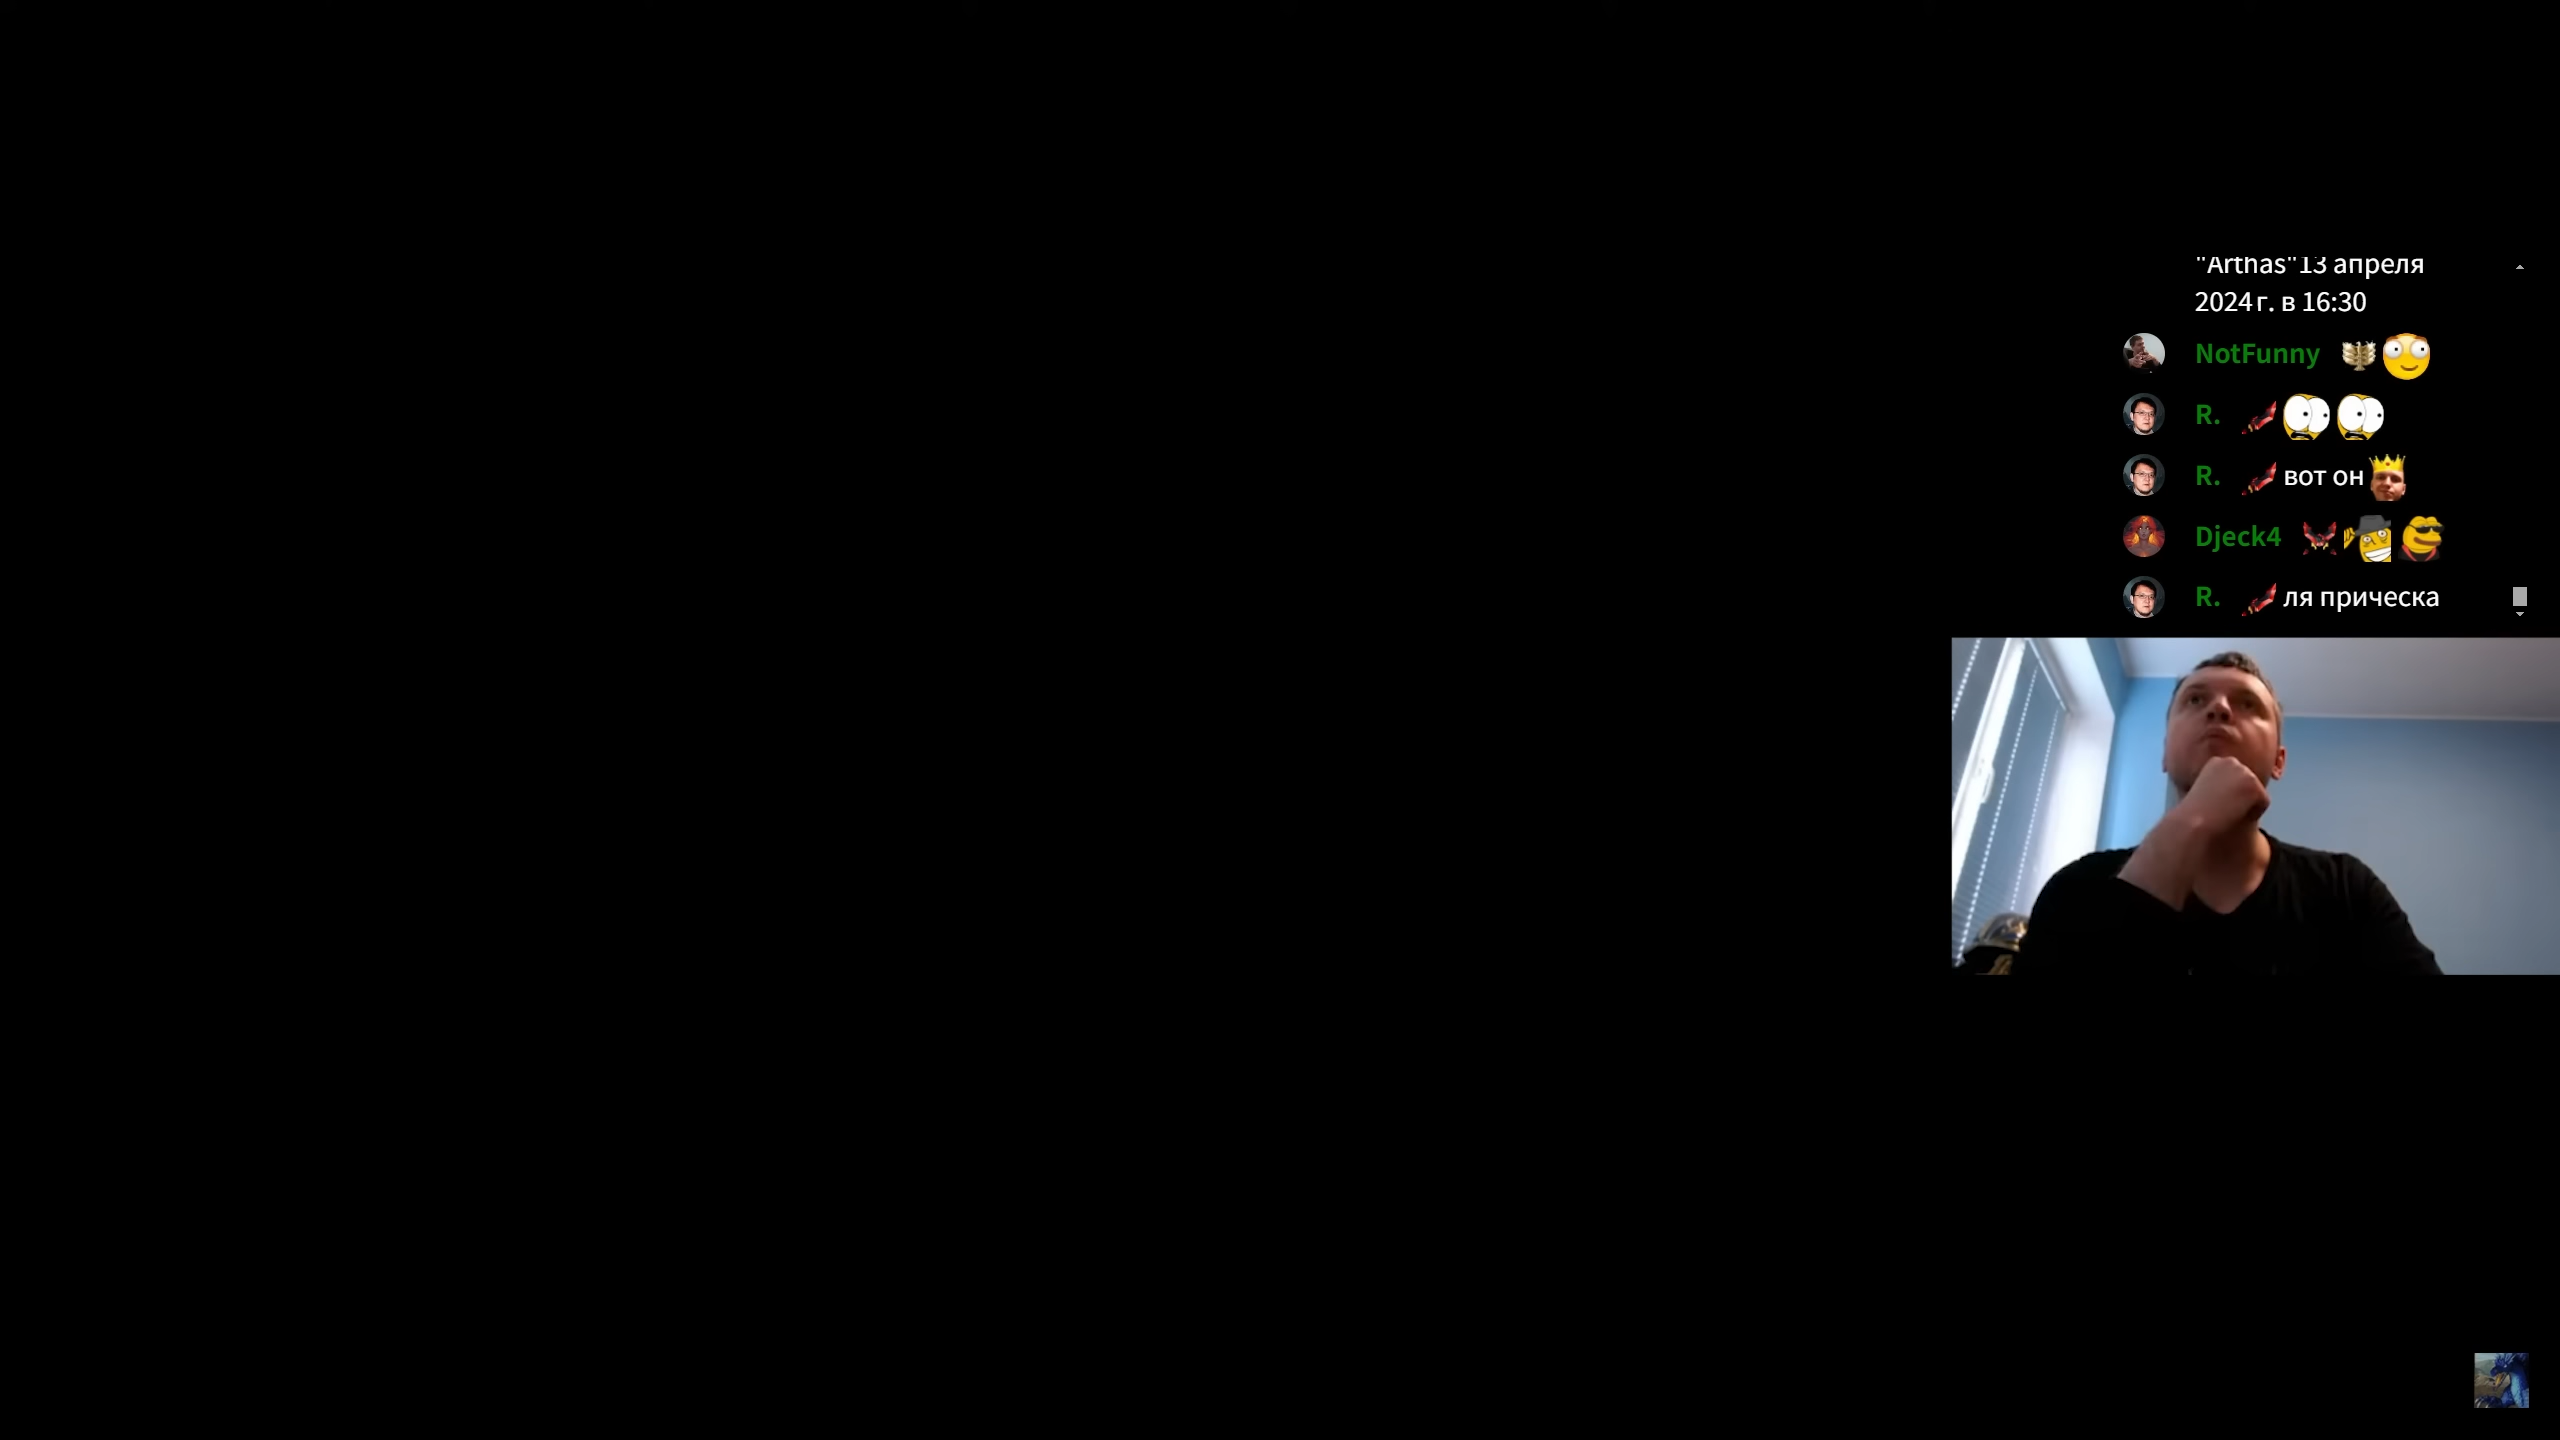 "Arthas"13 апреля
2024 г. в 16:30
NotFunny
R.
R. вот он
Djeck4
R. ля прическа